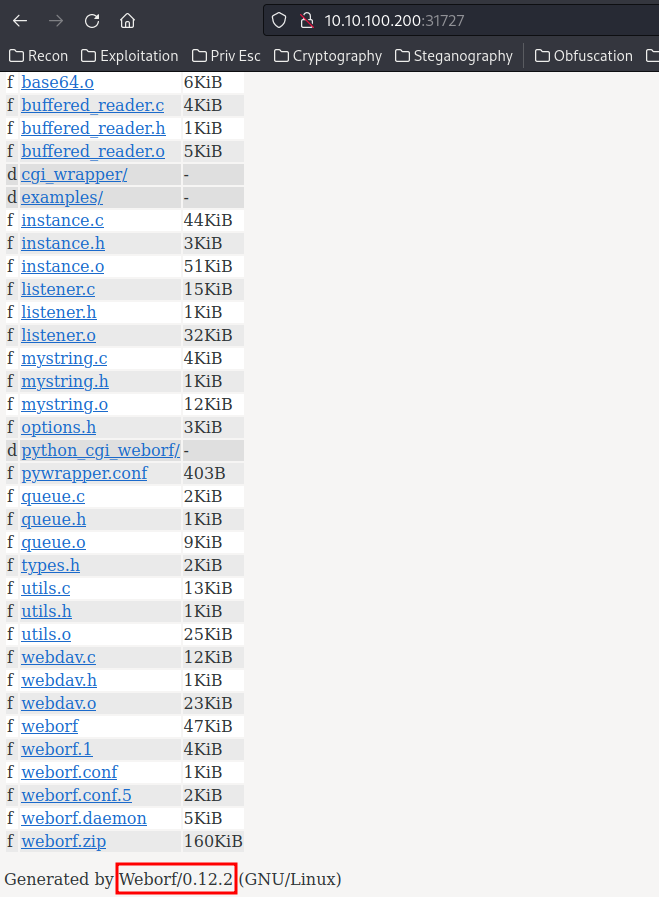 10.10.100.200:31727
Recon Exploitation Priv Esc Cryptography Steganography Obfuscation
f base64.o 6KiB
f buffered_reader.c 4KiB
f buffered_reader.h 1KiB
f buffered_reader.o 5KiB
d cgi_wrapper/ -
d examples/ -
f instance.c 44KiB
f instance.h 3KiB
f instance.o 51KiB
f listener.c 15KiB
f listener.h 1KiB
f listener.o 32KiB
f mystring.c 4KiB
f mystring.h 1KiB
f mystring.o 12KiB
f options.h 3KiB
d python_cgi_weborf/ -
f pywrapper.conf 403B
f queue.c 2KiB
f queue.h 1KiB
f queue.o 9KiB
f types.h 2KiB
f utils.c 13KiB
f utils.h 1KiB
f utils.o 25KiB
f webdav.c 12KiB
f webdav.h 1KiB
f webdav.o 23KiB
f weborf 47KiB
f weborf.1 4KiB
f weborf.conf 1KiB
f weborf.conf.5 2KiB
f weborf.daemon 5KiB
f weborf.zip 160KiB
Generated by Weborf/0.12.2 (GNU/Linux)